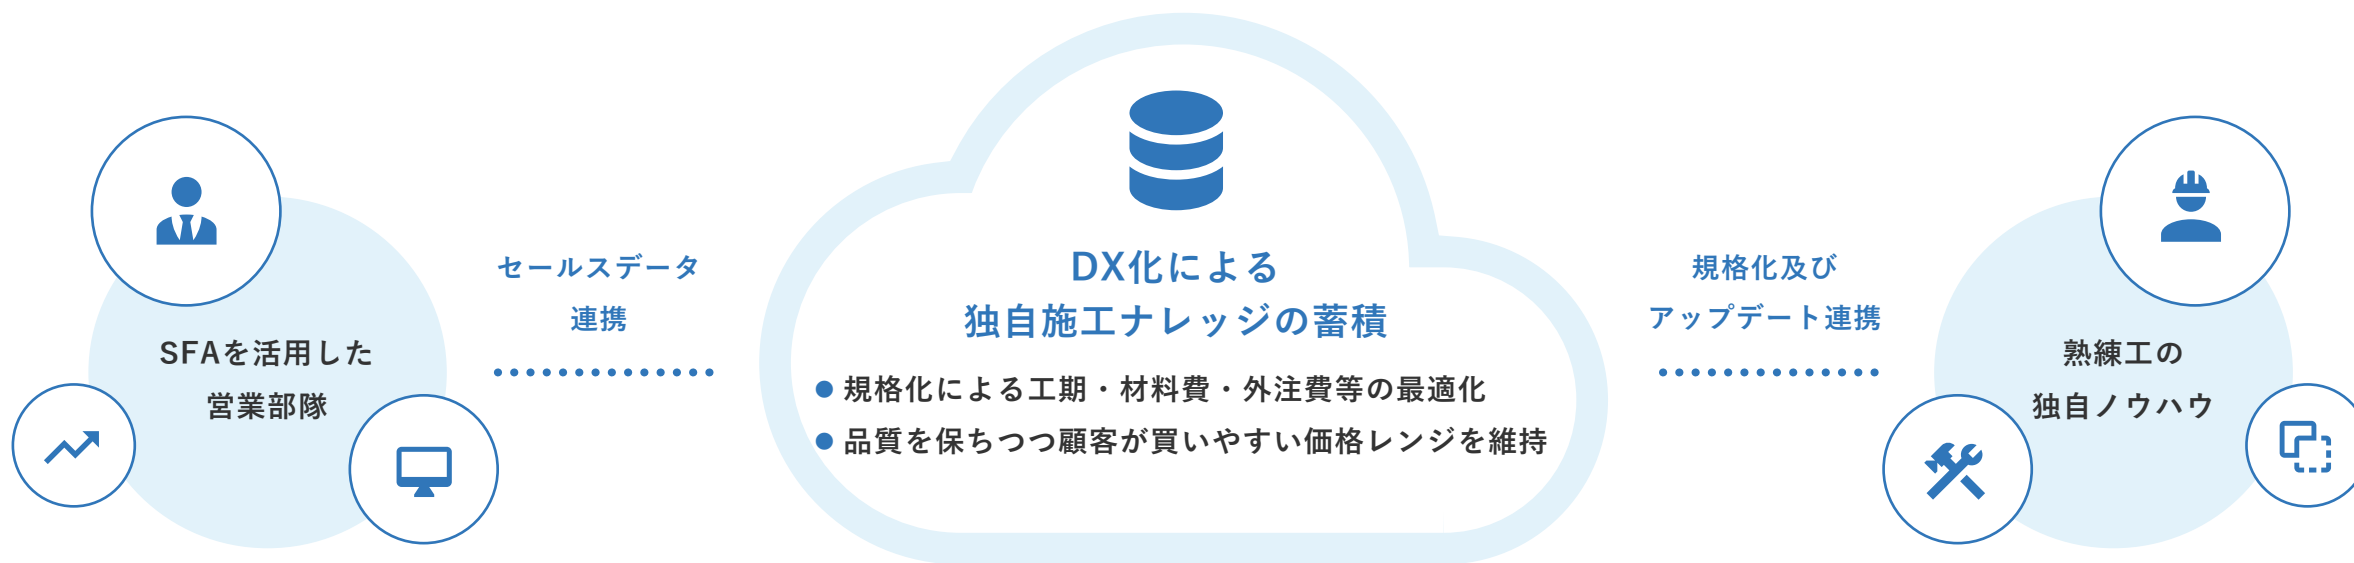 SFAを活用した
営業部隊
セールスデータ
連携
DX化による
独自施工ナレッジの蓄積
規格化による工期・材料費・外注費等の最適化
品質を保ちつつ顧客が買いやすい価格レンジを維持
規格化及び
アップデート連携
熟練工の
独自ノウハウ